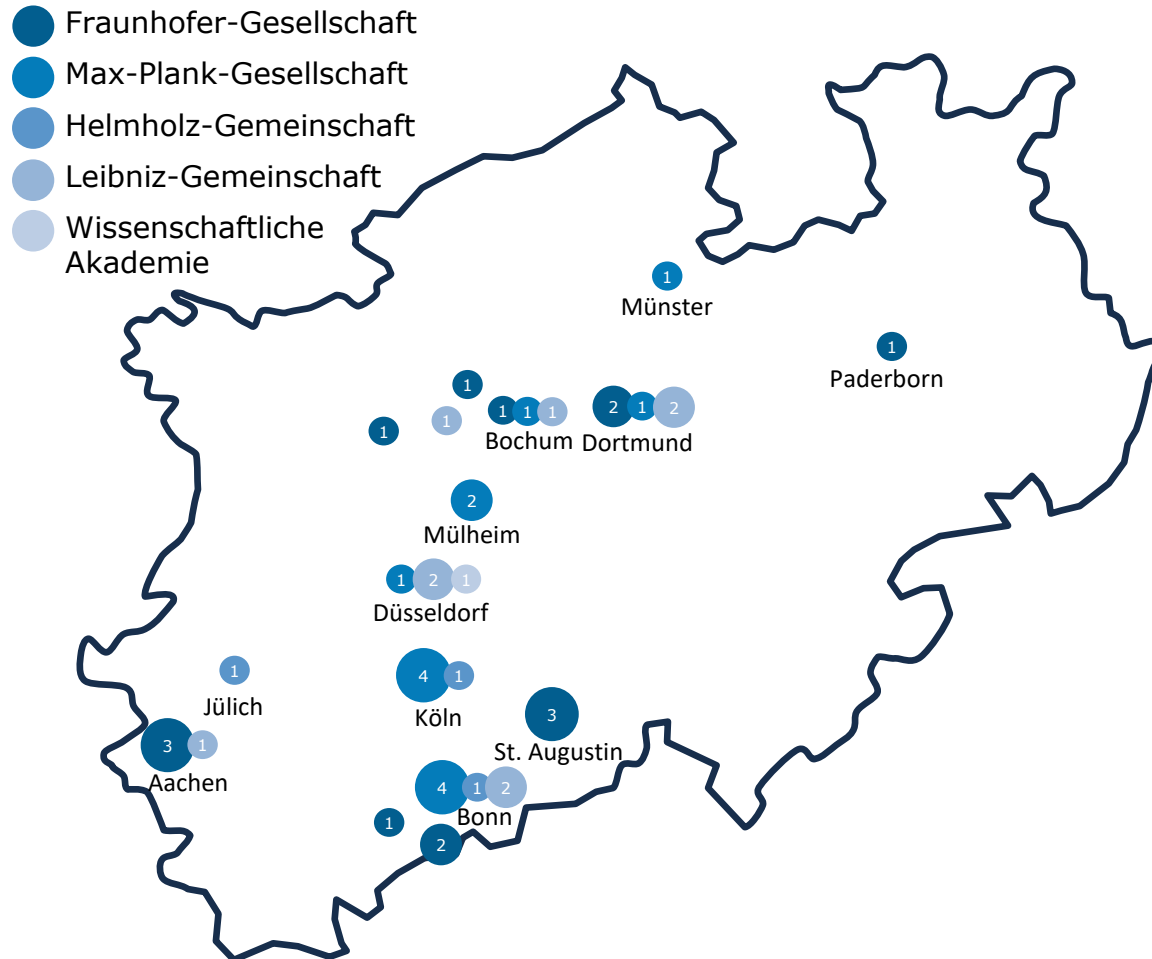 Fraunhofer-Gesellschaft
Max-Plank-Gesellschaft
Helmholz-Gemeinschaft
Leibniz-Gemeinschaft
Wissenschaftliche
Akademie
1
Münster
1
Paderborn
1
1
1
1 1 1
Bochum
2 1 2
Dortmund
2
Mülheim
1 2 1
Düsseldorf
1
Jülich
4 1
Köln
3
St. Augustin
3 1
Aachen
4 1 2
Bonn
1
2